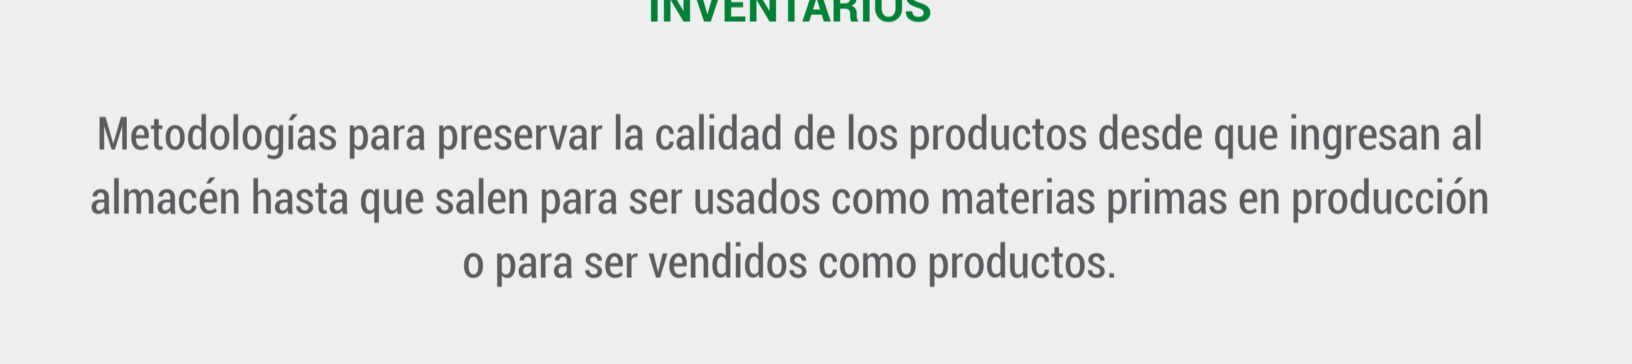 INVENTARIOS
Metodologías para preservar la calidad de los productos desde que ingresan al
almacén hasta que salen para ser usados como materias primas en producción
o para ser vendidos como productos.